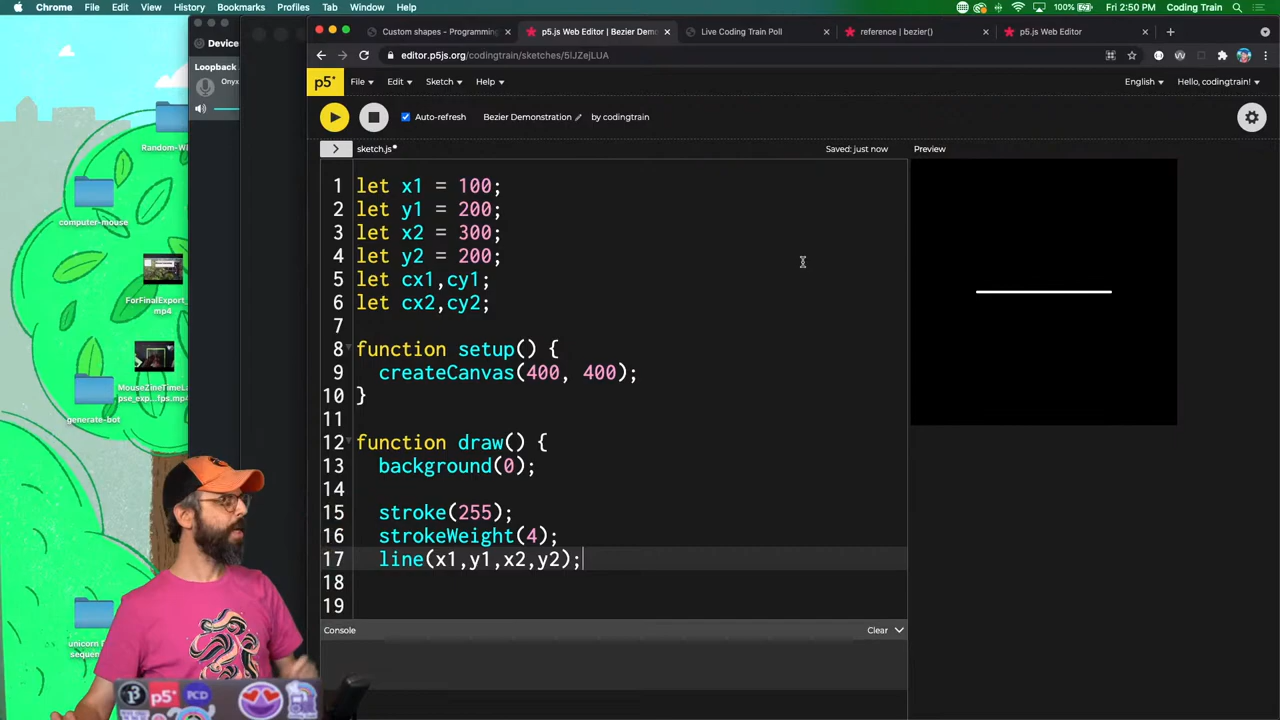 Chrome File Edit View History Bookmarks Profiles Tab Window Help
Fri 2:50 PM Coding Train
Custom shapes - Programming
p5.js Web Editor | Bezier Demo
Live Coding Train Poll
reference | bezier()
p5.js Web Editor
editor.p5js.org/codingtrain/sketches/5lJZejLUA
Device
Loopback
Onyx
p5* File Edit Sketch Help
English Hello, codingtrain!
Auto-refresh
Bezier Demonstration by codingtrain
sketch.js
Saved: just now
Preview
1 let x1 = 100;
2 let y1 = 200;
3 let x2 = 300;
4 let y2 = 200;
5 let cx1,cy1;
6 let cx2,cy2;
7
8 function setup() {
9 createCanvas(400, 400);
10 }
11
12 function draw() {
13 background(0);
14
15 stroke(255);
16 strokeWeight(4);
17 line(x1,y1,x2,y2);
18
19
Console
Clear
Random-W
computer-mouse
ForFinalExport_
mp4
MouseZineTimeLa
pse_exp...fps.mp4
generate-bot
unicorn
sequen
p5*
PCD